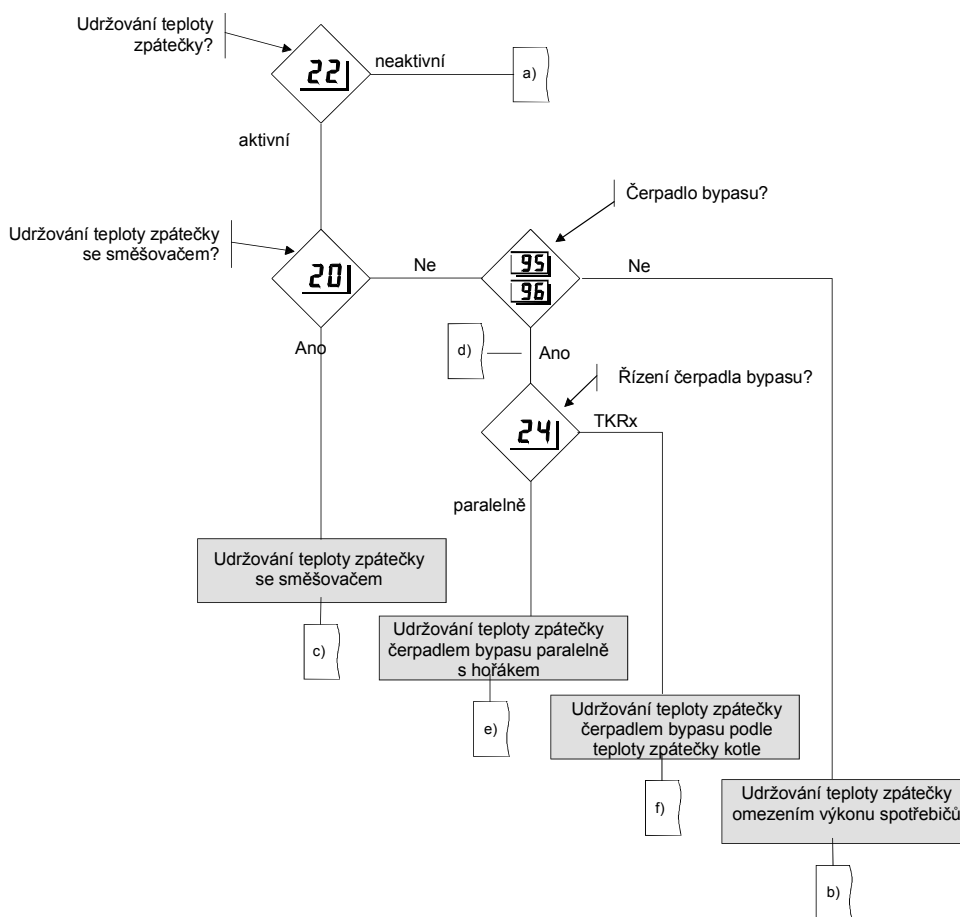 Udržování teploty
zpátečky?
22
neaktivní
a)
aktivní
Čerpadlo bypasu?
Udržování teploty zpátečky
se směšovačem?
20
Ne
95
96
Ne
Ano
d)
Ano
Řízení čerpadla bypasu?
24
TKRx
paralelně
Udržování teploty zpátečky
se směšovačem
c)
Udržování teploty zpátečky
čerpadlem bypasu paralelně
s hořákem
e)
Udržování teploty zpátečky
čerpadlem bypasu podle
teploty zpátečky kotle
f)
Udržování teploty zpátečky
omezením výkonu spotřebičů
b)